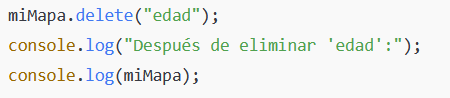 miMapa.delete("edad");
console.log("Después de eliminar 'edad':");
console.log(miMapa);